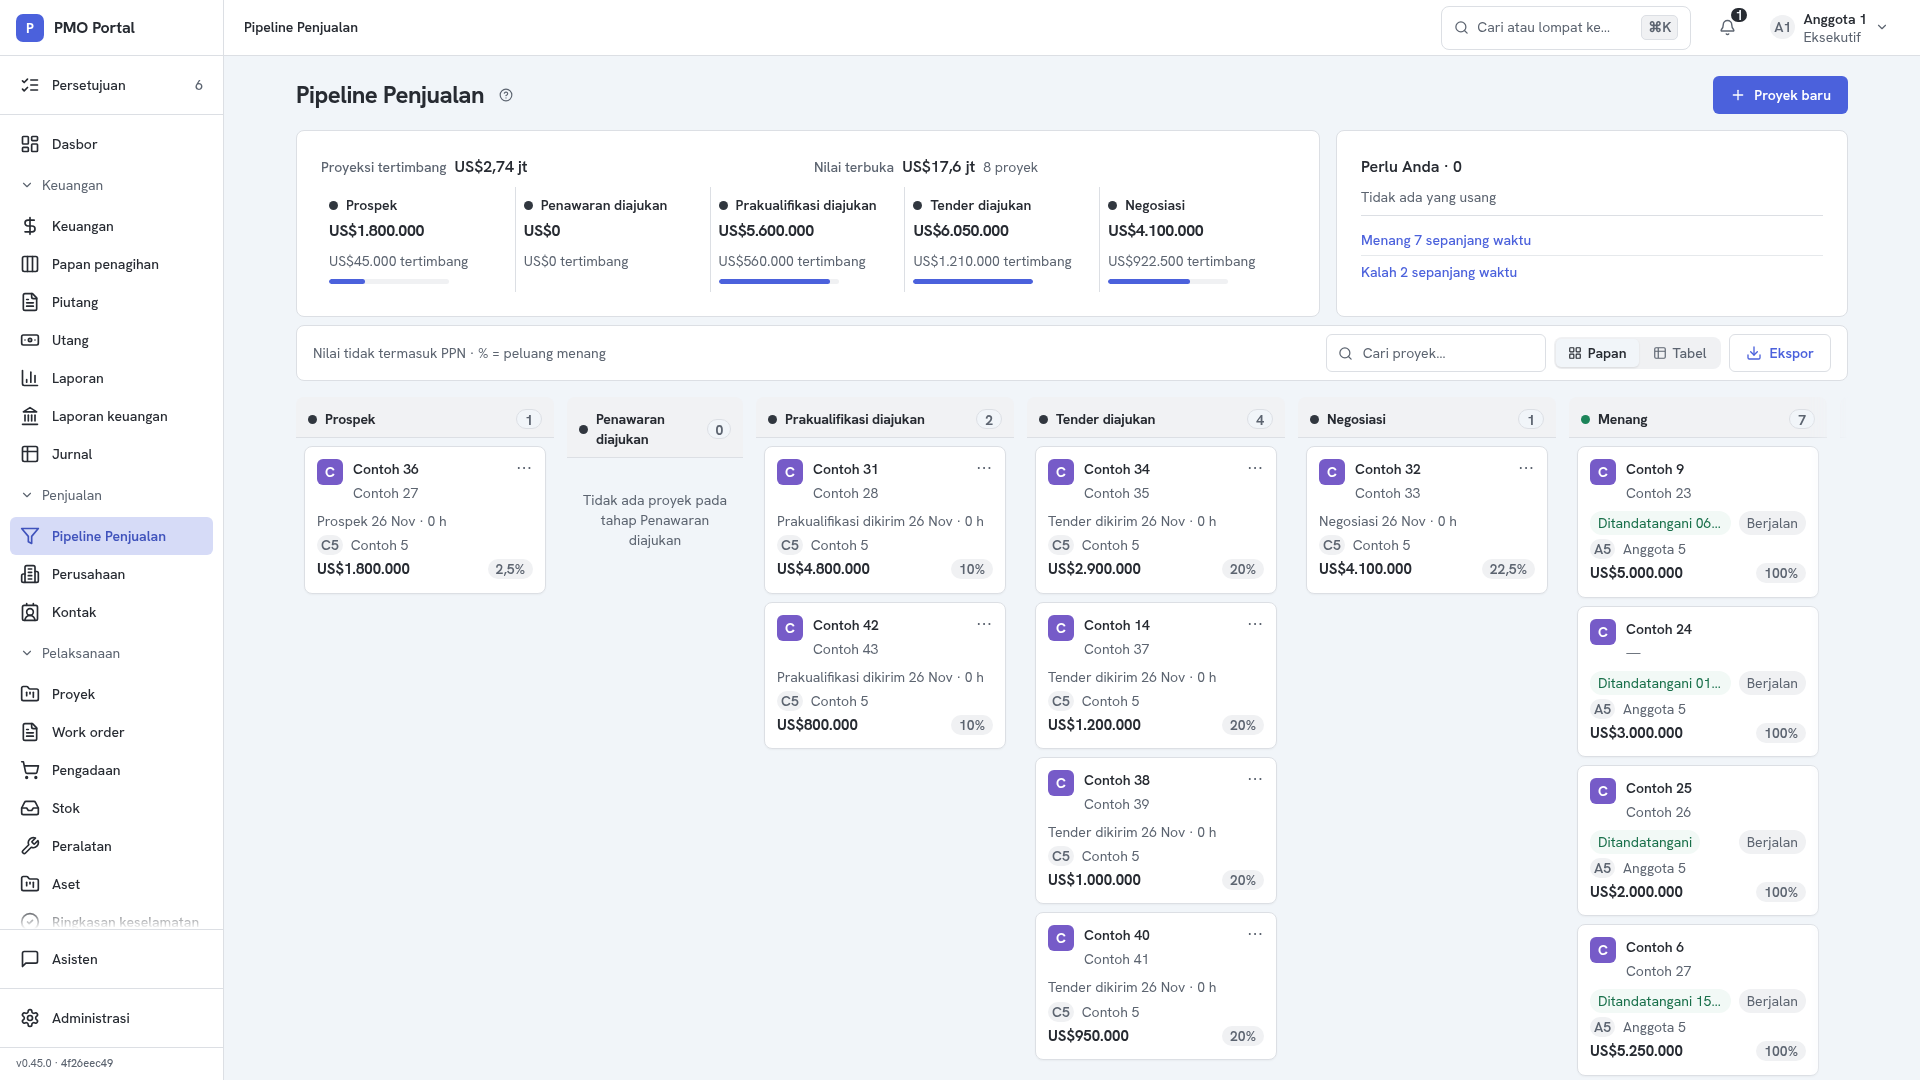 P PMO Portal
Persetujuan 6
Dasbor
Keuangan
Keuangan
Papan penagihan
Piutang
Utang
Laporan
Laporan keuangan
Jurnal
Penjualan
Pipeline Penjualan
Perusahaan
Kontak
Pelaksanaan
Proyek
Work order
Pengadaan
Stok
Peralatan
Aset
Ringkasan keselamatan
Asisten
Administrasi
v0.45.0 · 4f26eec49
Pipeline Penjualan
Cari atau lompat ke... ⌘K
1
A1 Anggota 1
Eksekutif
Pipeline Penjualan
Proyek baru
Proyeksi tertimbang US$2,74 jt
Nilai terbuka US$17,6 jt 8 proyek
Prospek
US$1.800.000
US$45.000 tertimbang
Penawaran diajukan
US$0
US$0 tertimbang
Prakualifikasi diajukan
US$5.600.000
US$560.000 tertimbang
Tender diajukan
US$6.050.000
US$1.210.000 tertimbang
Negosiasi
US$4.100.000
US$922.500 tertimbang
Perlu Anda · 0
Tidak ada yang usang
Menang 7 sepanjang waktu
Kalah 2 sepanjang waktu
Nilai tidak termasuk PPN · % = peluang menang
Cari proyek...
Papan
Tabel
Ekspor
Prospek 1
C Contoh 36
Contoh 27
Prospek 26 Nov · 0 h
C5 Contoh 5
US$1.800.000 2,5%
Penawaran
diajukan 0
Tidak ada proyek pada
tahap Penawaran
diajukan
Prakualifikasi diajukan 2
C Contoh 31
Contoh 28
Prakualifikasi dikirim 26 Nov · 0 h
C5 Contoh 5
US$4.800.000 10%
C Contoh 42
Contoh 43
Prakualifikasi dikirim 26 Nov · 0 h
C5 Contoh 5
US$800.000 10%
Tender diajukan 4
C Contoh 34
Contoh 35
Tender dikirim 26 Nov · 0 h
C5 Contoh 5
US$2.900.000 20%
C Contoh 14
Contoh 37
Tender dikirim 26 Nov · 0 h
C5 Contoh 5
US$1.200.000 20%
C Contoh 38
Contoh 39
Tender dikirim 26 Nov · 0 h
C5 Contoh 5
US$1.000.000 20%
C Contoh 40
Contoh 41
Tender dikirim 26 Nov · 0 h
C5 Contoh 5
US$950.000 20%
Negosiasi 1
C Contoh 32
Contoh 33
Negosiasi 26 Nov · 0 h
C5 Contoh 5
US$4.100.000 22,5%
Menang 7
C Contoh 9
Contoh 23
Ditandatangani 06... Berjalan
A5 Anggota 5
US$5.000.000 100%
C Contoh 24
—
Ditandatangani 01... Berjalan
A5 Anggota 5
US$3.000.000 100%
C Contoh 25
Contoh 26
Ditandatangani Berjalan
A5 Anggota 5
US$2.000.000 100%
C Contoh 6
Contoh 27
Ditandatangani 15... Berjalan
A5 Anggota 5
US$5.250.000 100%